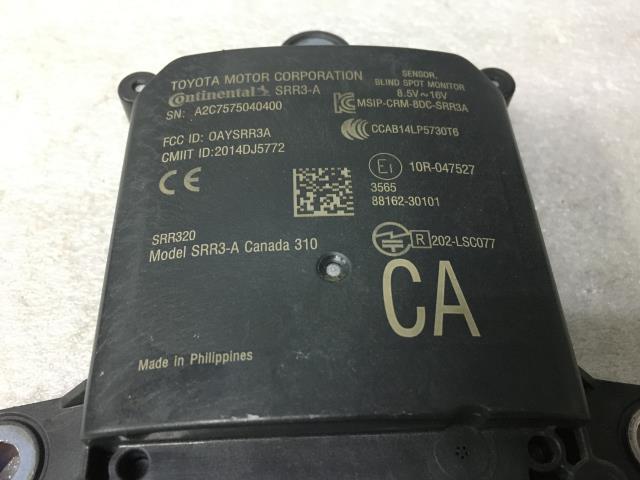 TOYOTA MOTOR CORPORATION
Continental SRR3-A
SN: A2C7575040400
FCC ID: OAYSRR3A
CMIIT ID:2014DJ5772
CE
SENSOR,
BLIND SPOT MONITOR
8.5V~16V
MSIP-CRM-8DC-SRR3A
CCAB14LP5730T6
E1 10R-047527
3565
88162-30101
R 202-LSC077
SRR320
Model SRR3-A Canada 310
CA
Made in Philippines